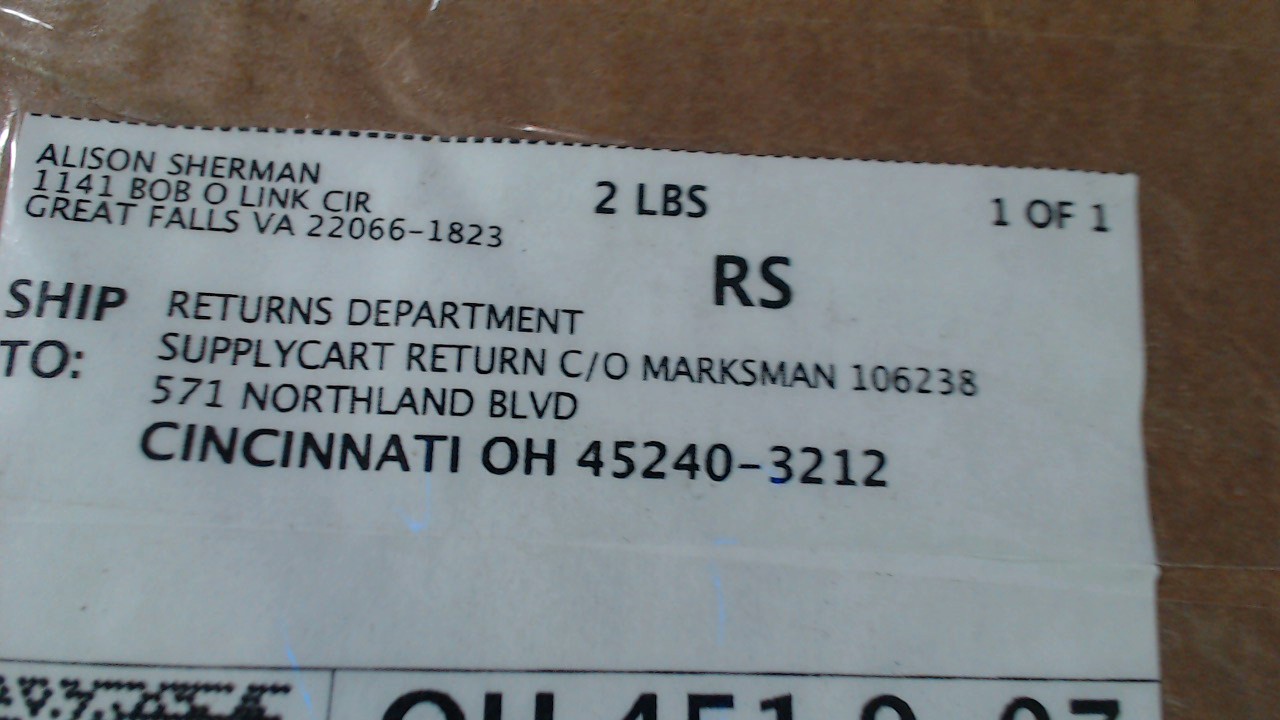 ALISON SHERMAN
1141 BOB O LINK CIR
GREAT FALLS VA 22066-1823
2 LBS
1 OF 1
RS
SHIP TO:
RETURNS DEPARTMENT
SUPPLYCART RETURN C/O MARKSMAN 106238
571 NORTHLAND BLVD
CINCINNATI OH 45240-3212
OH